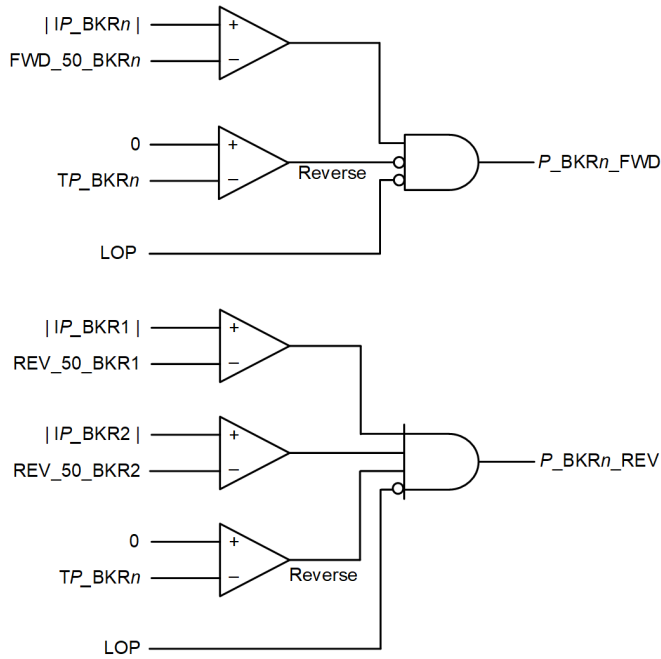 | IP_BKRn |
+
FWD_50_BKRn
−
0
+
P_BKRn_FWD
Reverse
TP_BKRn
−
LOP
| IP_BKR1 |
+
REV_50_BKR1
−
| IP_BKR2 |
+
P_BKRn_REV
REV_50_BKR2
−
0
+
Reverse
TP_BKRn
−
LOP